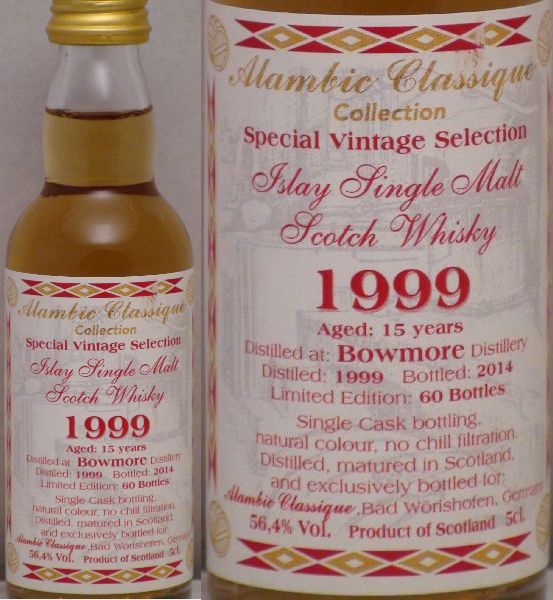 Alambic Classique
Collection
Special Vintage Selection
Islay Single Malt
Scotch Whisky
1999
Aged: 15 years
Distilled at: Bowmore Distillery
Distilled: 1999 Bottled: 2014
Limited Edition: 60 Bottles
Single Cask bottling,
natural colour, no chill filtration.
Distilled, matured in Scotland
and exclusively bottled for:
Alambic Classique, Bad Wörishofen, Germany
56,4% Vol. Product of Scotland 5cl.
Alambic Classique
Collection
Special Vintage Selection
Islay Single Malt
Scotch Whisky
1999
Aged: 15 years
Distilled at: Bowmore Distillery
Distilled: 1999 Bottled: 2014
Limited Edition: 60 Bottles
Single Cask bottling,
natural colour, no chill filtration.
Distilled, matured in Scotland,
and exclusively bottled for:
Alambic Classique, Bad Wörishofen, Germany
56,4% Vol. Product of Scotland 5cl.